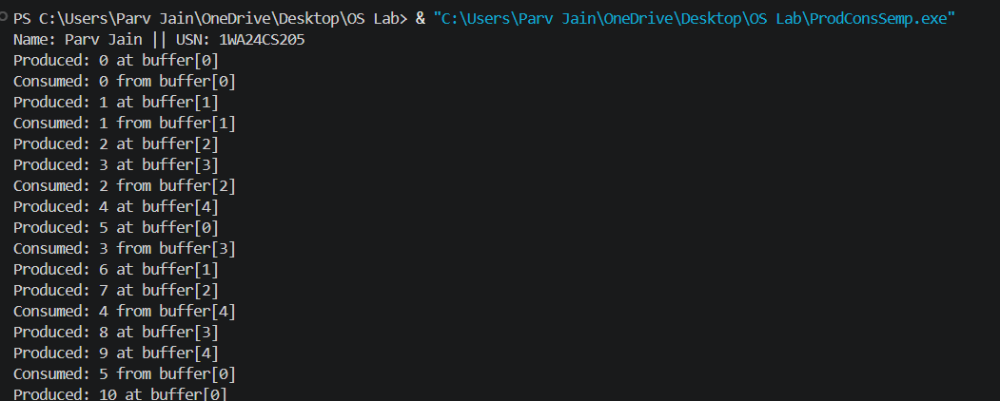 PS C:\Users\Parv Jain\OneDrive\Desktop\OS Lab> & "C:\Users\Parv Jain\OneDrive\Desktop\OS Lab\ProdConsSemp.exe"
Name: Parv Jain || USN: 1WA24CS205
Produced: 0 at buffer[0]
Consumed: 0 from buffer[0]
Produced: 1 at buffer[1]
Consumed: 1 from buffer[1]
Produced: 2 at buffer[2]
Produced: 3 at buffer[3]
Consumed: 2 from buffer[2]
Produced: 4 at buffer[4]
Produced: 5 at buffer[0]
Consumed: 3 from buffer[3]
Produced: 6 at buffer[1]
Produced: 7 at buffer[2]
Consumed: 4 from buffer[4]
Produced: 8 at buffer[3]
Produced: 9 at buffer[4]
Consumed: 5 from buffer[0]
Produced: 10 at buffer[0]